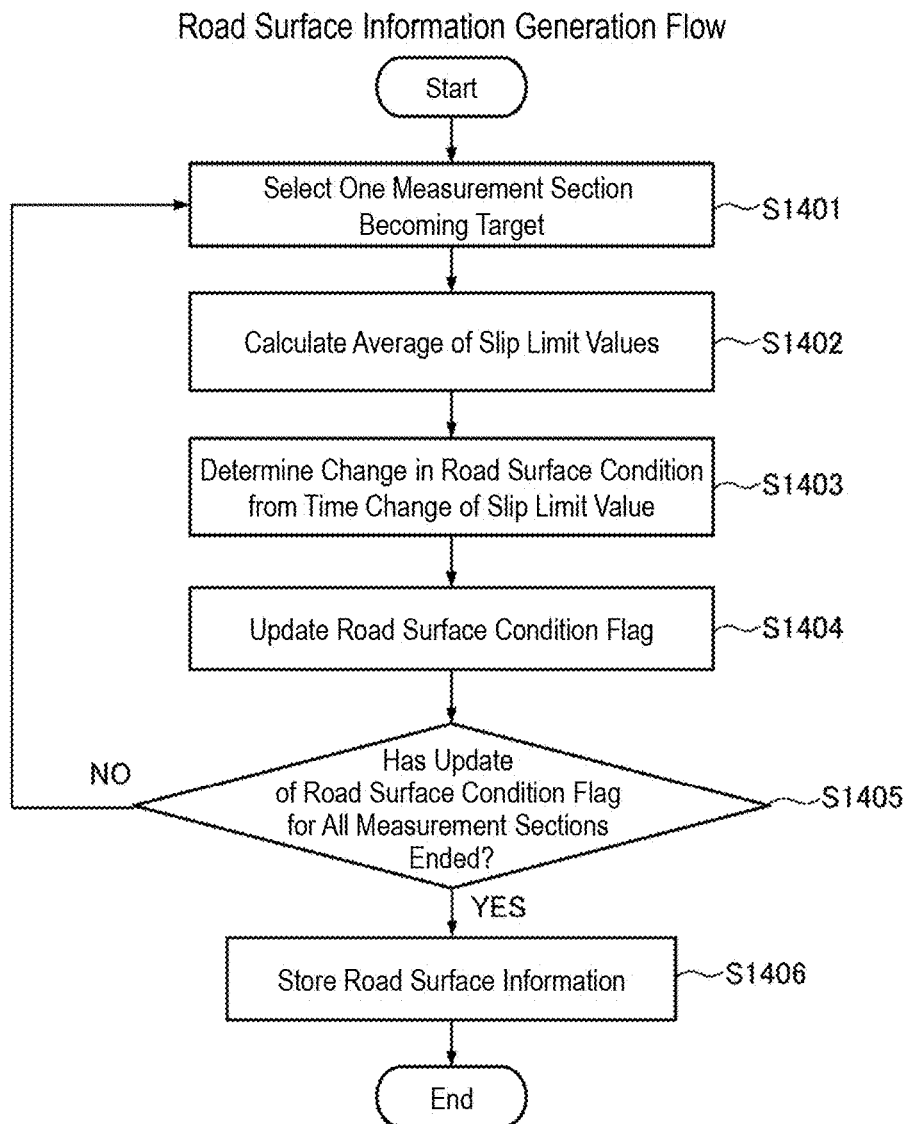 Road Surface Information Generation Flow
Start
Select One Measurement Section
Becoming Target
S1401
Calculate Average of Slip Limit Values
S1402
Determine Change in Road Surface Condition
from Time Change of Slip Limit Value
S1403
Update Road Surface Condition Flag
S1404
Has Update
of Road Surface Condition Flag
for All Measurement Sections
Ended?
S1405
NO
YES
Store Road Surface Information
S1406
End